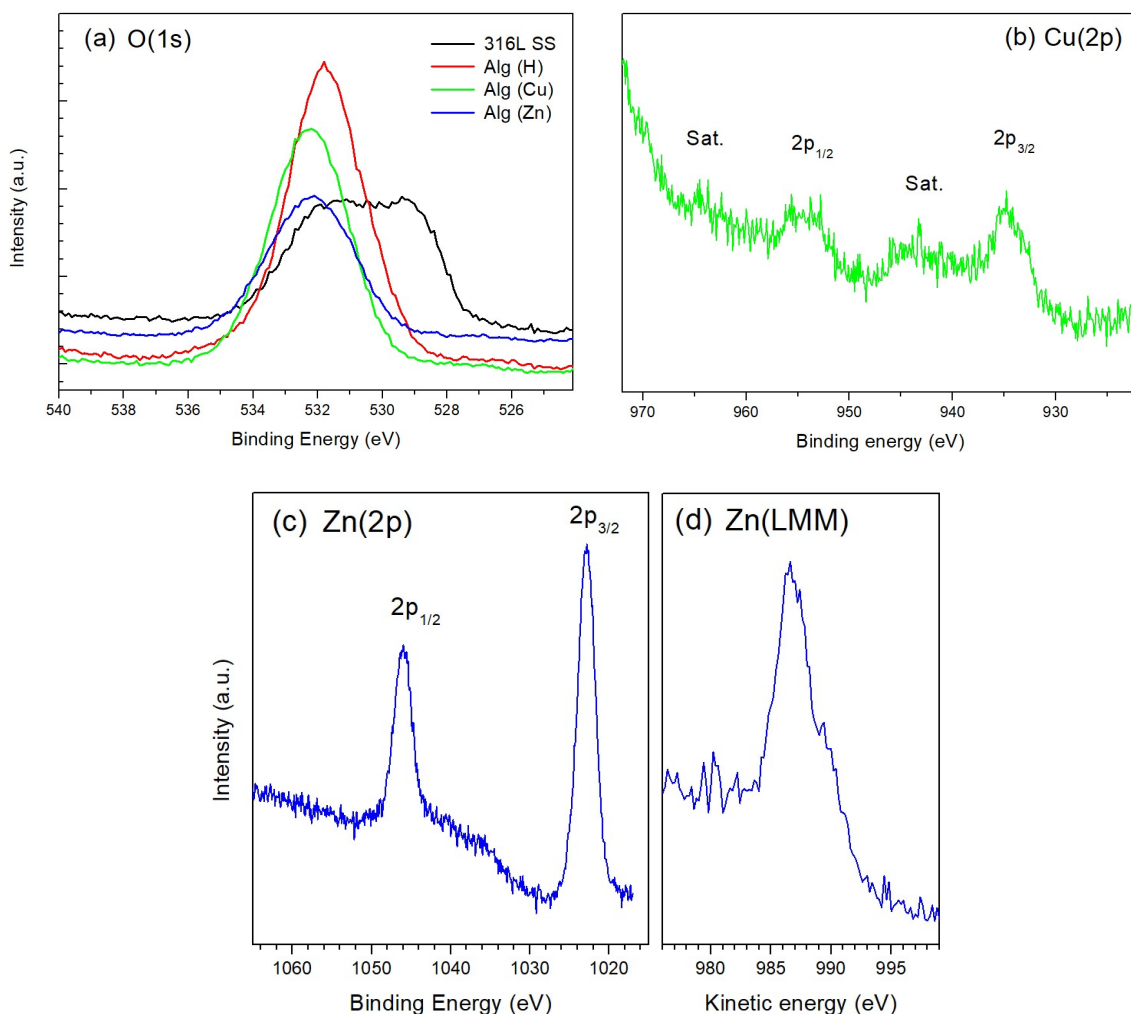 (a) O(1s)
316L SS
Alg (H)
Alg (Cu)
Alg (Zn)
Intensity (a.u.)
540 538 536 534 532 530 528 526
Binding Energy (eV)
(b) Cu(2p)
Sat.
2p1/2
Sat.
2p3/2
970 960 950 940 930
Binding energy (eV)
(c) Zn(2p)
2p3/2
2p1/2
Intensity (a.u.)
1060 1050 1040 1030 1020
Binding Energy (eV)
(d) Zn(LMM)
980 985 990 995
Kinetic energy (eV)